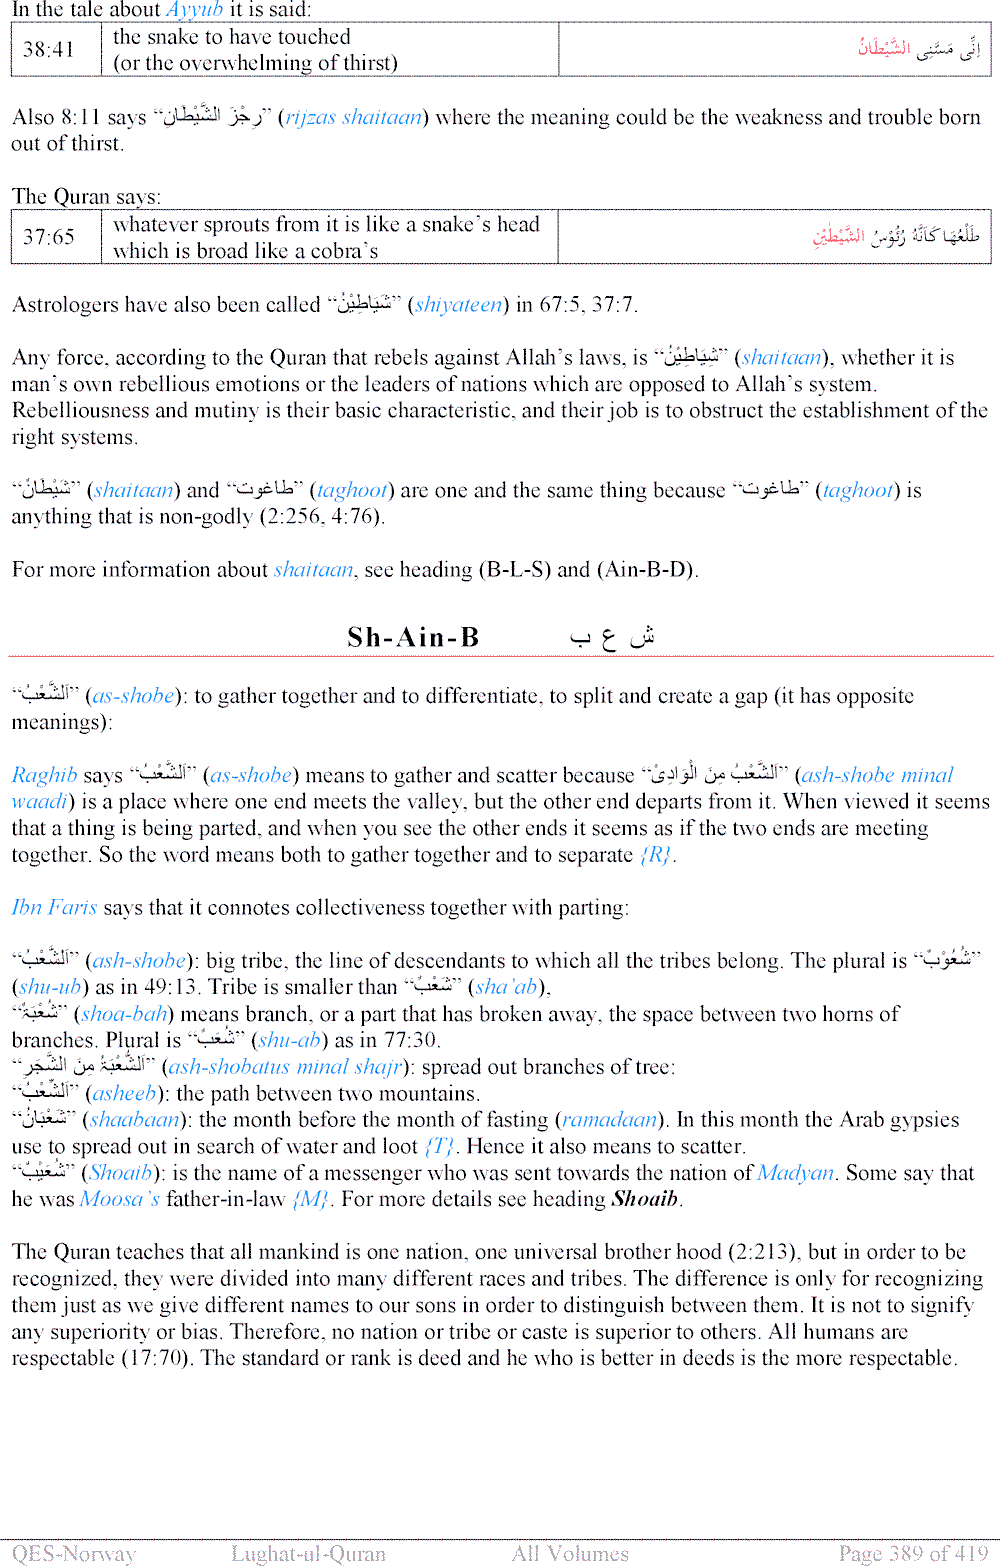 In the tale about Ayyub it is said:
38:41 the snake to have touched إِنِّي مَسَّنِي الشَّيْطَانُ
(or the overwhelming of thirst)
Also 8:11 says “رِجْزَ الشَّيْطَانِ” (rijzas shaitaan) where the meaning could be the weakness and trouble born
out of thirst.
The Quran says:
37:65 whatever sprouts from it is like a snake’s head طَلْعُهَا كَاَنَّهٗ رُئُوْسُ الشَّيٰطِيْنِ
which is broad like a cobra’s
Astrologers have also been called “شَيَاطِيْنُ” (shiyateen) in 67:5, 37:7.
Any force, according to the Quran that rebels against Allah’s laws, is “شَيَاطِيْنُ” (shaitaan), whether it is
man’s own rebellious emotions or the leaders of nations which are opposed to Allah’s system.
Rebelliousness and mutiny is their basic characteristic, and their job is to obstruct the establishment of the
right systems.
“شَيْطَانٌ” (shaitaan) and “طاغوت” (taghoot) are one and the same thing because “طاغوت” (taghoot) is
anything that is non-godly (2:256, 4:76).
For more information about shaitaan, see heading (B-L-S) and (Ain-B-D).
Sh-Ain-B ش ع ب
“اَلشَّعْبُ” (as-shobe): to gather together and to differentiate, to split and create a gap (it has opposite
meanings):
Raghib says “اَلشَّعْبُ” (as-shobe) means to gather and scatter because “اَلشَّعْبُ مِنَ الْوَادِيْ” (ash-shobe minal
waadi) is a place where one end meets the valley, but the other end departs from it. When viewed it seems
that a thing is being parted, and when you see the other ends it seems as if the two ends are meeting
together. So the word means both to gather together and to separate {R}.
Ibn Faris says that it connotes collectiveness together with parting:
“اَلشَّعْبُ” (ash-shobe): big tribe, the line of descendants to which all the tribes belong. The plural is “شُعُوْبٌ”
(shu-ub) as in 49:13. Tribe is smaller than “شَعْبٌ” (sha’ab),
“شُعْبَةٌ” (shoa-bah) means branch, or a part that has broken away, the space between two horns of
branches. Plural is “شُعَبٌ” (shu-ab) as in 77:30.
“اَلشُّعْبَةُ مِنَ الشَّجَرِ” (ash-shobatus minal shajr): spread out branches of tree:
“اَلشِّعْبُ” (asheeb): the path between two mountains.
“شَعْبَانُ” (shaabaan): the month before the month of fasting (ramadaan). In this month the Arab gypsies
use to spread out in search of water and loot {T}. Hence it also means to scatter.
“شُعَيْبٌ” (Shoaib): is the name of a messenger who was sent towards the nation of Madyan. Some say that
he was Moosa’s father-in-law {M}. For more details see heading Shoaib.
The Quran teaches that all mankind is one nation, one universal brother hood (2:213), but in order to be
recognized, they were divided into many different races and tribes. The difference is only for recognizing
them just as we give different names to our sons in order to distinguish between them. It is not to signify
any superiority or bias. Therefore, no nation or tribe or caste is superior to others. All humans are
respectable (17:70). The standard or rank is deed and he who is better in deeds is the more respectable.
QES-Norway Lughat-ul-Quran All Volumes Page 389 of 419